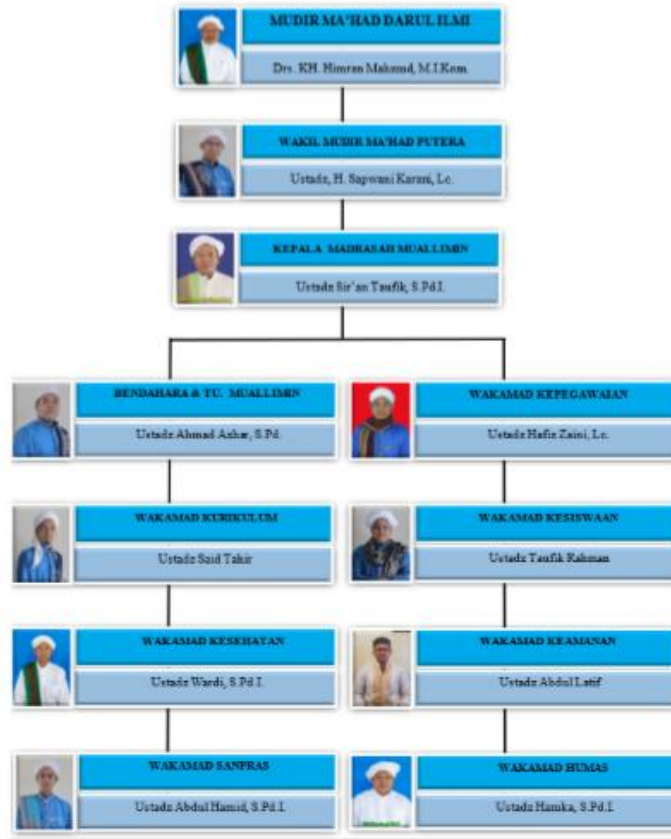 MUDIR MA'HAD DARUL ILMI
Drs. KH. Himran Mahmud, M.I.Kom.
WAKIL MUDIR MA'HAD PUTERA
Ustadz, H. Sapwani Karani, Lc.
KEPALA MADRASAH MUALLIMIN
Ustadz Sir'an Taufik, S.Pd.I.
BENDAHARA & TU. MUALLIMIN
Ustadz Ahmad Azhar, S.Pd.
WAKAMAD KEPEGAWAIAN
Ustadz Hafiz Zaini, Lc.
WAKAMAD KURIKULUM
Ustadz Said Tahir
WAKAMAD KESISWAAN
Ustadz Taufik Rahman
WAKAMAD KESEHATAN
Ustadz Wardi, S.Pd.I.
WAKAMAD KEAMANAN
Ustadz Abdul Latif
WAKAMAD SANPRAS
Ustadz Abdul Hamid, S.Pd.I.
WAKAMAD HUMAS
Ustadz Hamka, S.Pd.I.